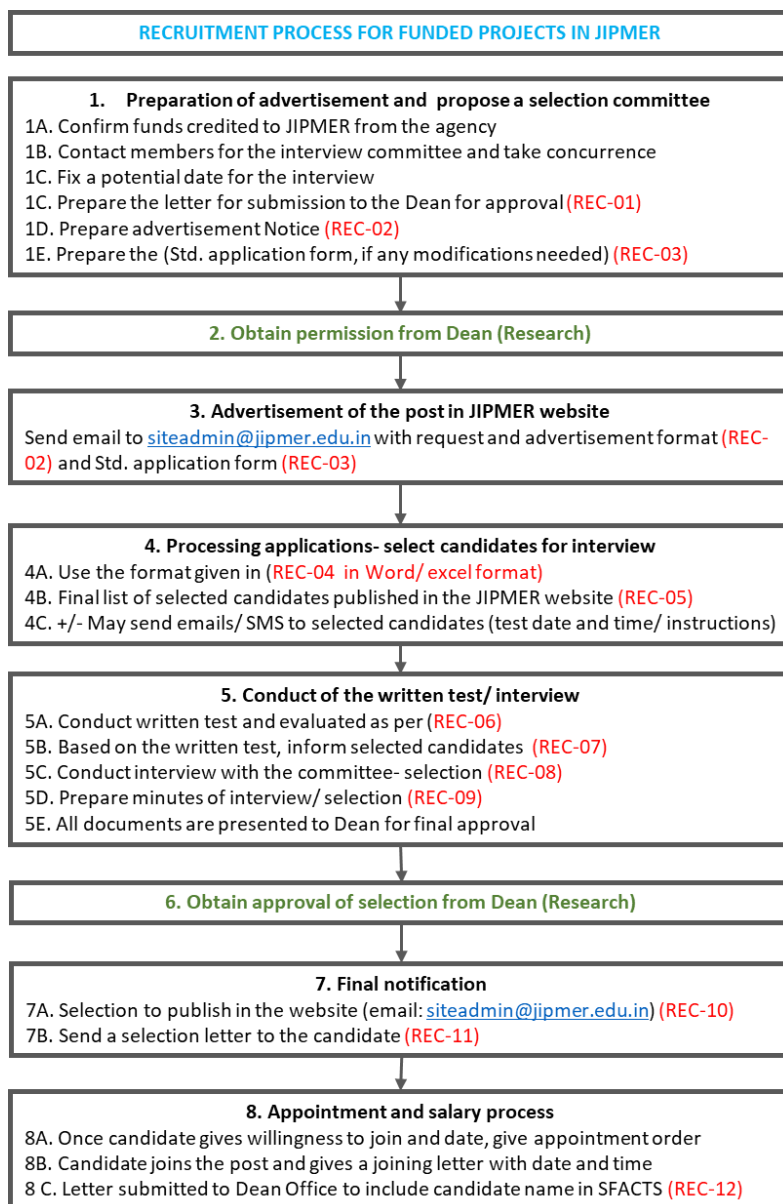 RECRUITMENT PROCESS FOR FUNDED PROJECTS IN JIPMER
1. Preparation of advertisement and propose a selection committee
1A. Confirm funds credited to JIPMER from the agency
1B. Contact members for the interview committee and take concurrence
1C. Fix a potential date for the interview
1C. Prepare the letter for submission to the Dean for approval (REC-01)
1D. Prepare advertisement Notice (REC-02)
1E. Prepare the (Std. application form, if any modifications needed) (REC-03)
2. Obtain permission from Dean (Research)
3. Advertisement of the post in JIPMER website
Send email to siteadmin@jipmer.edu.in with request and advertisement format (REC-
02) and Std. application form (REC-03)
4. Processing applications- select candidates for interview
4A. Use the format given in (REC-04 in Word/ excel format)
4B. Final list of selected candidates published in the JIPMER website (REC-05)
4C. +/- May send emails/ SMS to selected candidates (test date and time/ instructions)
5. Conduct of the written test/ interview
5A. Conduct written test and evaluated as per (REC-06)
5B. Based on the written test, inform selected candidates (REC-07)
5C. Conduct interview with the committee- selection (REC-08)
5D. Prepare minutes of interview/ selection (REC-09)
5E. All documents are presented to Dean for final approval
6. Obtain approval of selection from Dean (Research)
7. Final notification
7A. Selection to publish in the website (email: siteadmin@jipmer.edu.in) (REC-10)
7B. Send a selection letter to the candidate (REC-11)
8. Appointment and salary process
8A. Once candidate gives willingness to join and date, give appointment order
8B. Candidate joins the post and gives a joining letter with date and time
8 C. Letter submitted to Dean Office to include candidate name in SFACTS (REC-12)